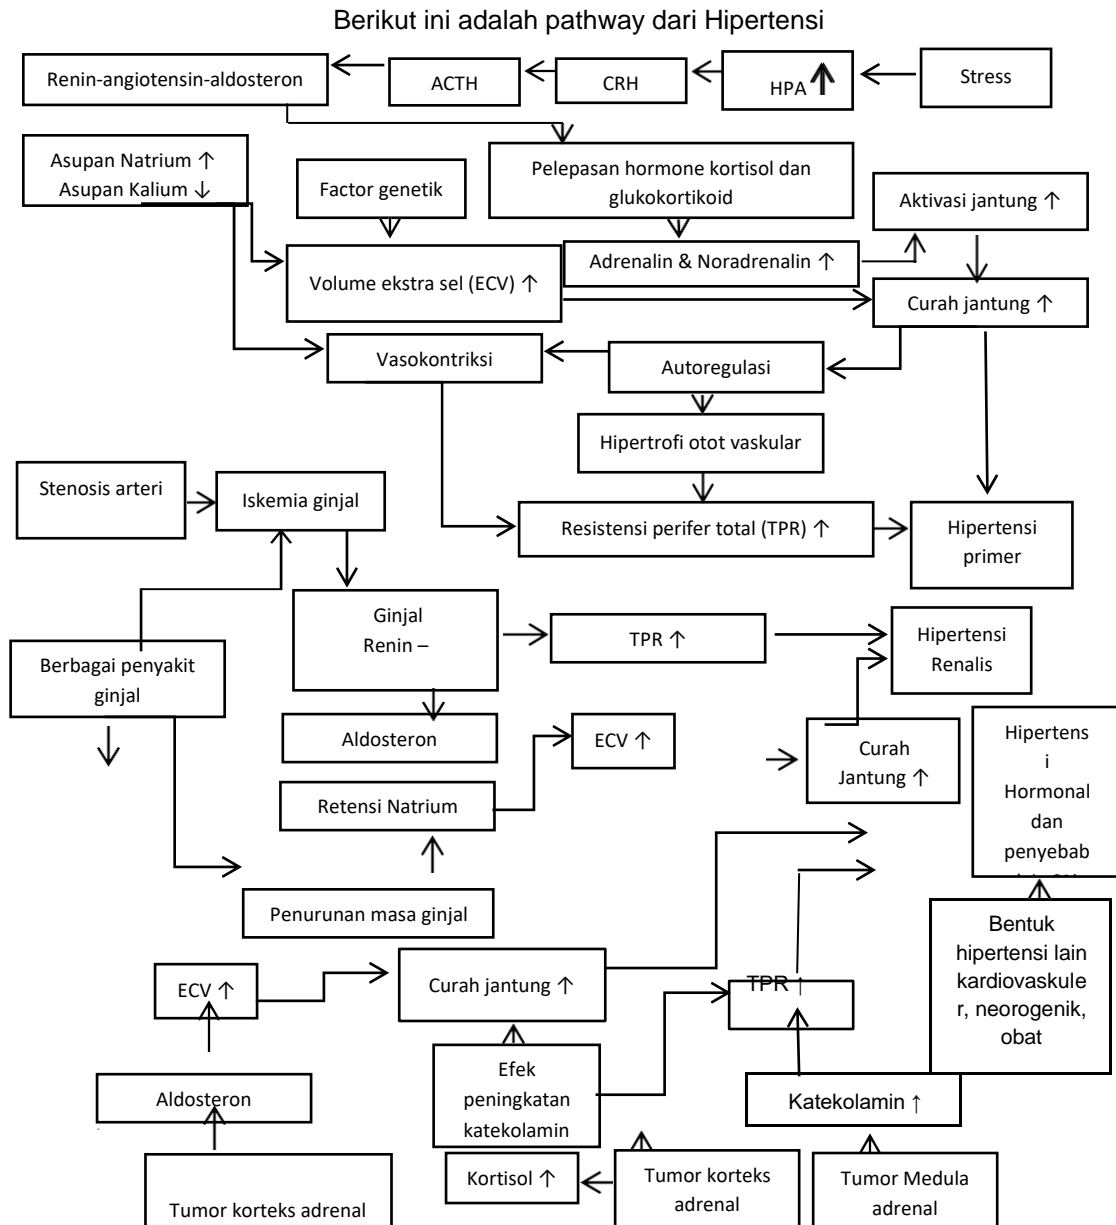 Berikut ini adalah pathway dari Hipertensi
Renin-angiotensin-aldosteron
ACTH
CRH
HPA ↑
Stress
Asupan Natrium ↑
Asupan Kalium ↓
Factor genetik
Pelepasan hormone kortisol dan
glukokortikoid
Aktivasi jantung ↑
Volume ekstra sel (ECV) ↑
Adrenalin & Noradrenalin ↑
Curah jantung ↑
Vasokontriksi
Autoregulasi
Hipertrofi otot vaskular
Stenosis arteri
Iskemia ginjal
Resistensi perifer total (TPR) ↑
Hipertensi
primer
Ginjal
Renin –
TPR ↑
Hipertensi
Renalis
Berbagai penyakit
ginjal
Aldosteron
ECV ↑
Curah
Jantung ↑
Hipertens
i
Hormonal
dan
penyebab
Retensi Natrium
Penurunan masa ginjal
Bentuk
hipertensi lain
kardiovaskule
r, neorogenik,
obat
ECV ↑
Curah jantung ↑
TPR ↑
Efek
peningkatan
katekolamin
Aldosteron
Katekolamin ↑
Kortisol ↑
Tumor korteks
adrenal
Tumor Medula
adrenal
Tumor korteks adrenal